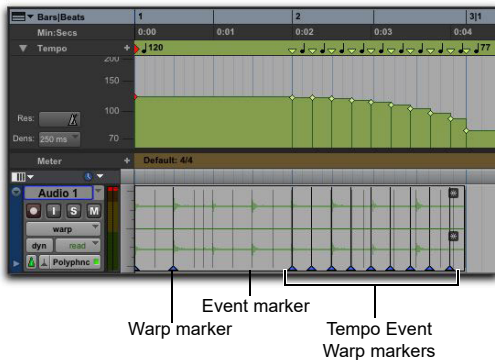 Bars|Beats 1 2 3|1
Min:Secs 0:00 0:01 0:02 0:03 0:04
Tempo + 120 77
200
150
Res:
100
Dens: 250 ms 70
Meter + Default: 4/4
Audio 1
I S M
warp
dyn read
Polyphnc
Event marker
Warp marker
Tempo Event
Warp markers